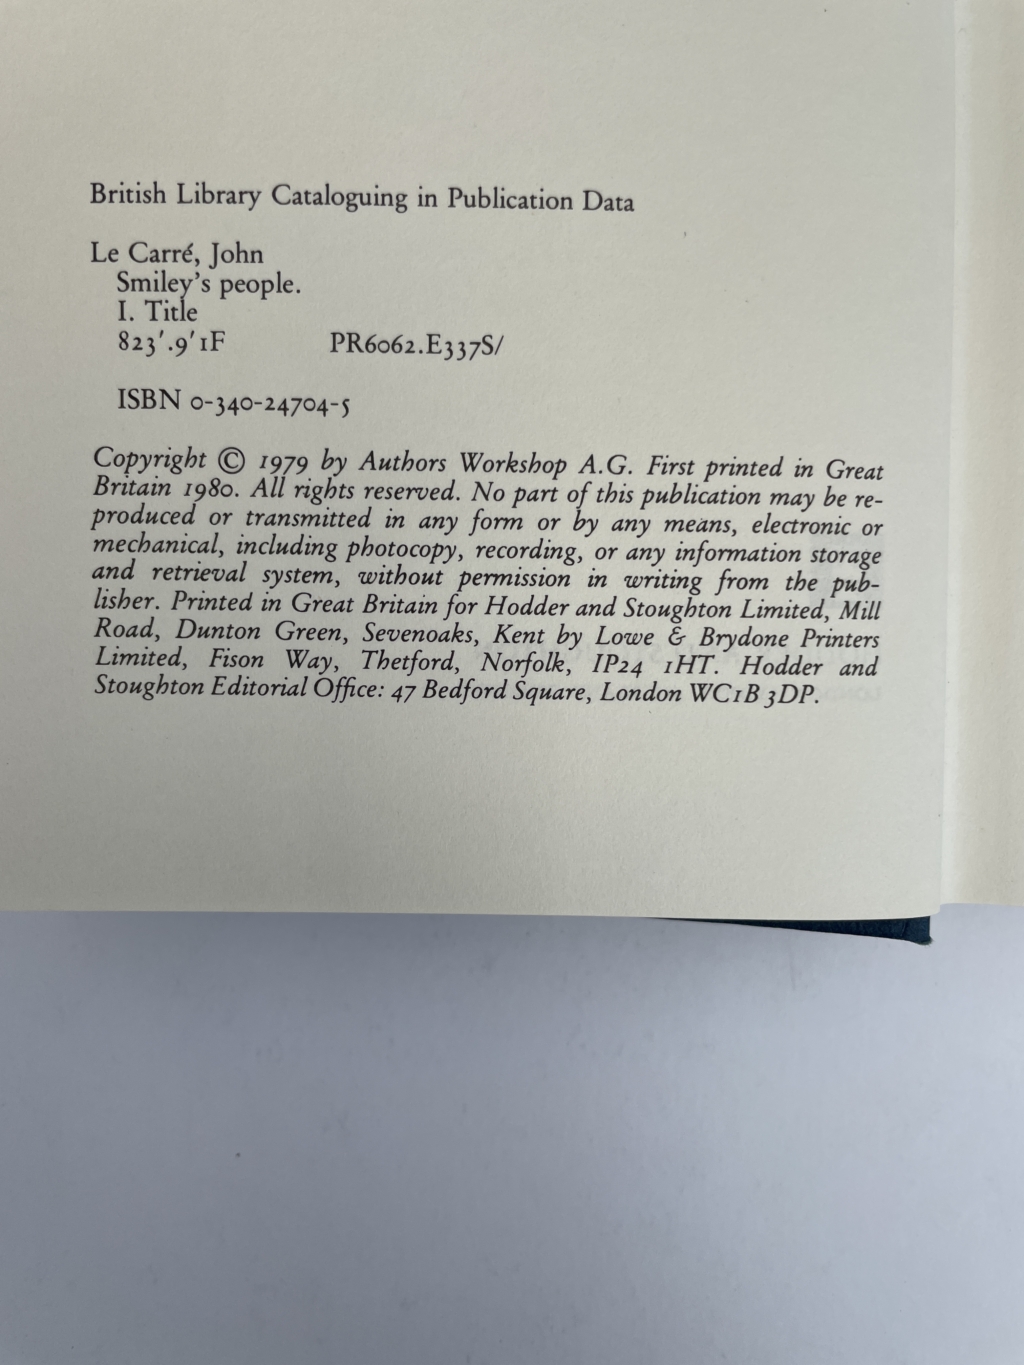 British Library Cataloguing in Publication Data
Le Carré, John
Smiley's people.
I. Title
823'.9'1F PR6062.E337S/
ISBN 0-340-24704-5
Copyright © 1979 by Authors Workshop A.G. First printed in Great
Britain 1980. All rights reserved. No part of this publication may be re-
produced or transmitted in any form or by any means, electronic or
mechanical, including photocopy, recording, or any information storage
and retrieval system, without permission in writing from the pub-
lisher. Printed in Great Britain for Hodder and Stoughton Limited, Mill
Road, Dunton Green, Sevenoaks, Kent by Lowe & Brydone Printers
Limited, Fison Way, Thetford, Norfolk, IP24 1HT. Hodder and
Stoughton Editorial Office: 47 Bedford Square, London WC1B 3DP.